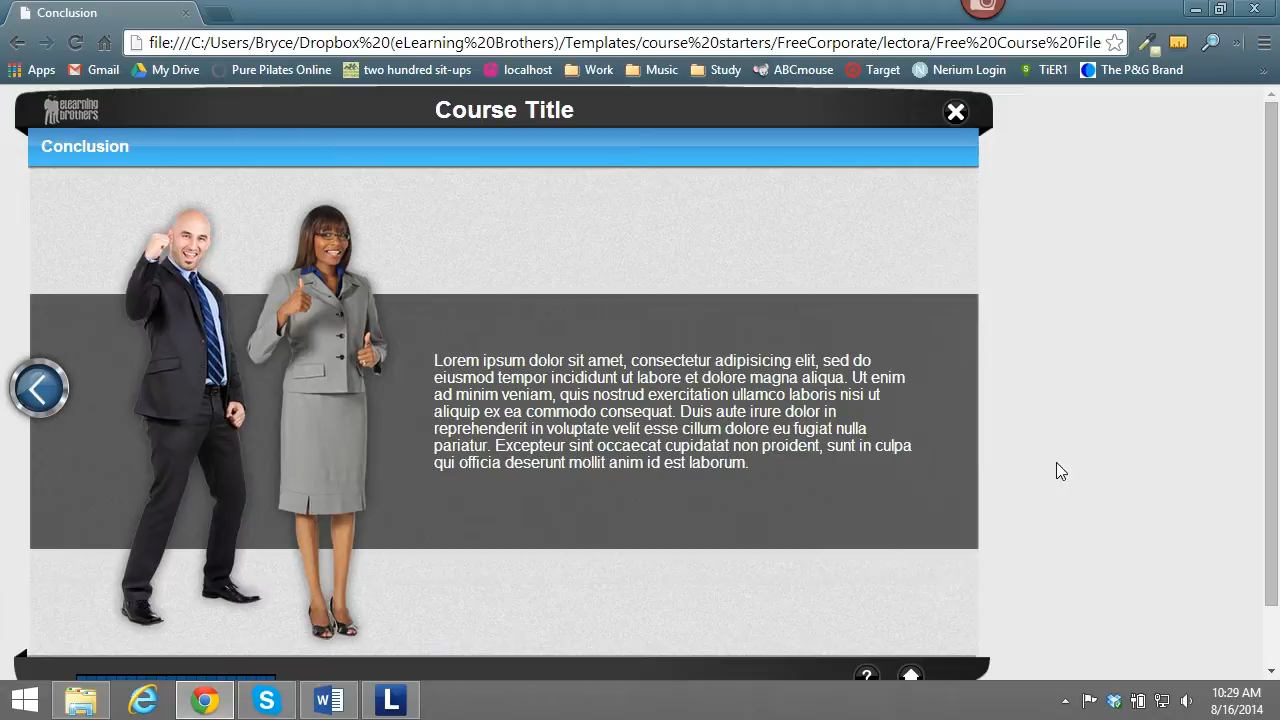 Conclusion
file:///C:/Users/Bryce/Dropbox%20(eLearning%20Brothers)/Templates/course%20starters/FreeCorporate/lectora/Free%20Course%20File
Apps Gmail My Drive Pure Pilates Online two hundred sit-ups localhost Work Music Study ABCmouse Target Nerium Login TiER1 The P&G Brand »
eLearning
brothers
Course Title
Conclusion
Lorem ipsum dolor sit amet, consectetur adipisicing elit, sed do
eiusmod tempor incididunt ut labore et dolore magna aliqua. Ut enim
ad minim veniam, quis nostrud exercitation ullamco laboris nisi ut
aliquip ex ea commodo consequat. Duis aute irure dolor in
reprehenderit in voluptate velit esse cillum dolore eu fugiat nulla
pariatur. Excepteur sint occaecat cupidatat non proident, sunt in culpa
qui officia deserunt mollit anim id est laborum.
?
10:29 AM
8/16/2014